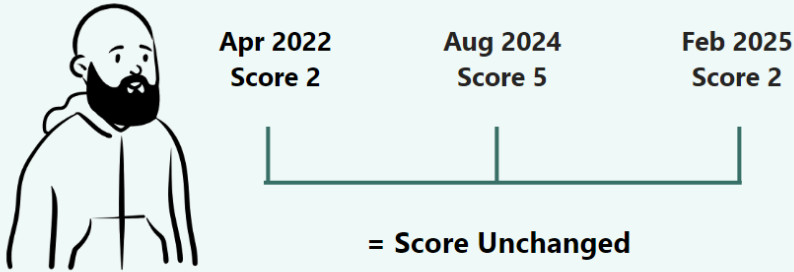 Apr 2022
Score 2
Aug 2024
Score 5
Feb 2025
Score 2
= Score Unchanged